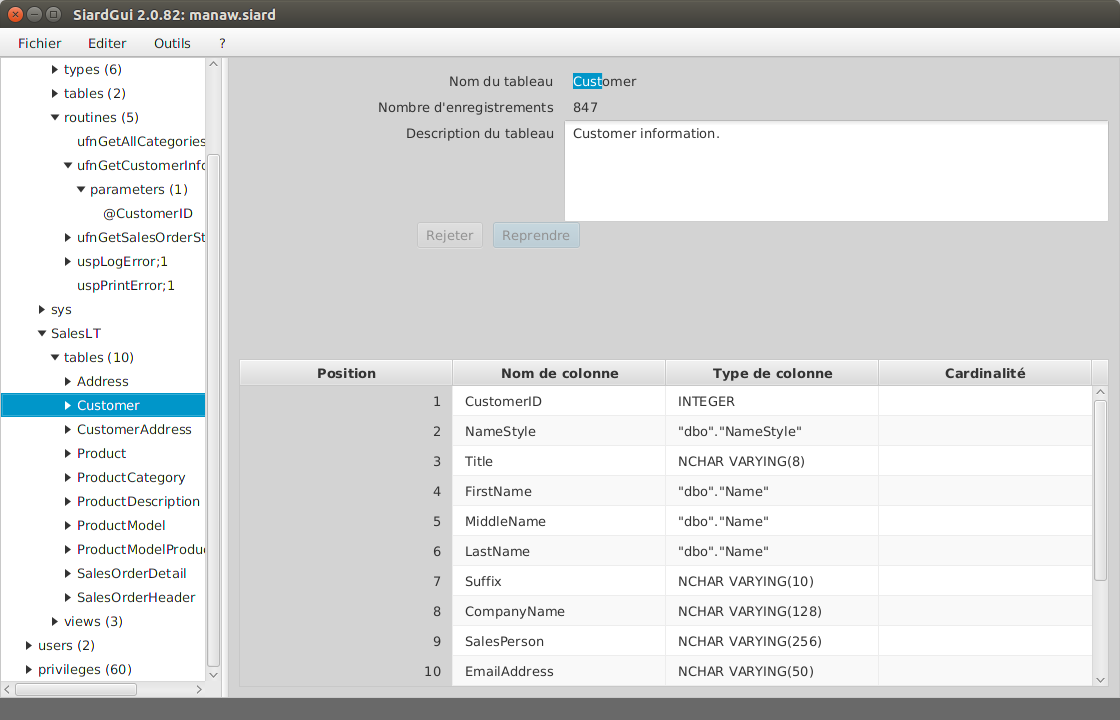 SiardGui 2.0.82: manaw.siard
Fichier Editer Outils ?
types (6)
tables (2)
routines (5)
ufnGetAllCategories
ufnGetCustomerInfo
parameters (1)
@CustomerID
ufnGetSalesOrderSt
uspLogError;1
uspPrintError;1
sys
SalesLT
tables (10)
Address
Customer
CustomerAddress
Product
ProductCategory
ProductDescription
ProductModel
ProductModelProdu
SalesOrderDetail
SalesOrderHeader
views (3)
users (2)
privileges (60)
Nom du tableau Customer
Nombre d'enregistrements 847
Description du tableau Customer information.
Rejeter Reprendre
Position Nom de colonne Type de colonne Cardinalité
1 CustomerID INTEGER
2 NameStyle "dbo"."NameStyle"
3 Title NCHAR VARYING(8)
4 FirstName "dbo"."Name"
5 MiddleName "dbo"."Name"
6 LastName "dbo"."Name"
7 Suffix NCHAR VARYING(10)
8 CompanyName NCHAR VARYING(128)
9 SalesPerson NCHAR VARYING(256)
10 EmailAddress NCHAR VARYING(50)